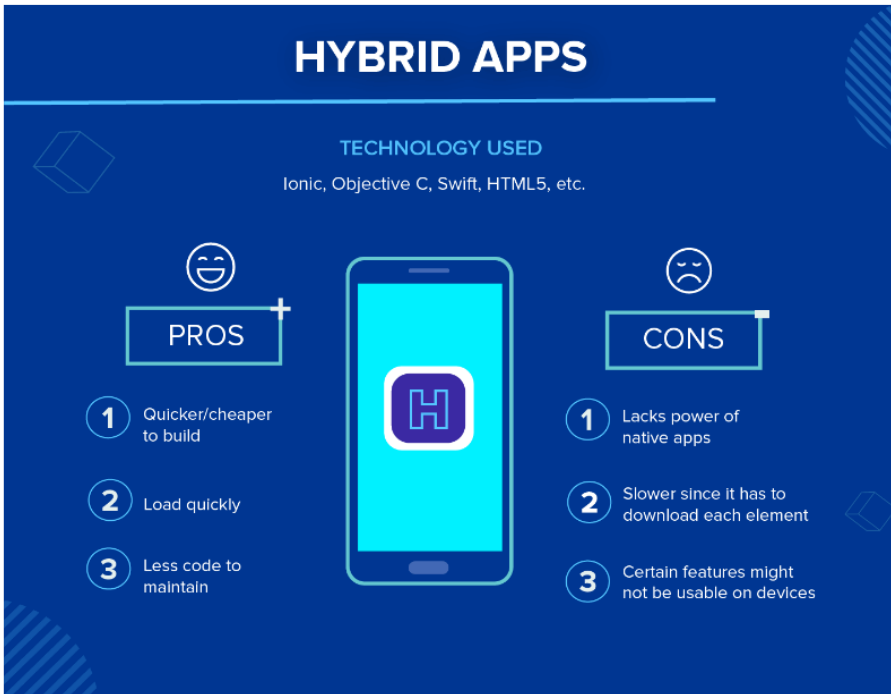 HYBRID APPS
TECHNOLOGY USED
Ionic, Objective C, Swift, HTML5, etc.
PROS
1
Quicker/cheaper
to build
2
Load quickly
3
Less code to
maintain
H
CONS
1
Lacks power of
native apps
2
Slower since it has to
download each element
3
Certain features might
not be usable on devices